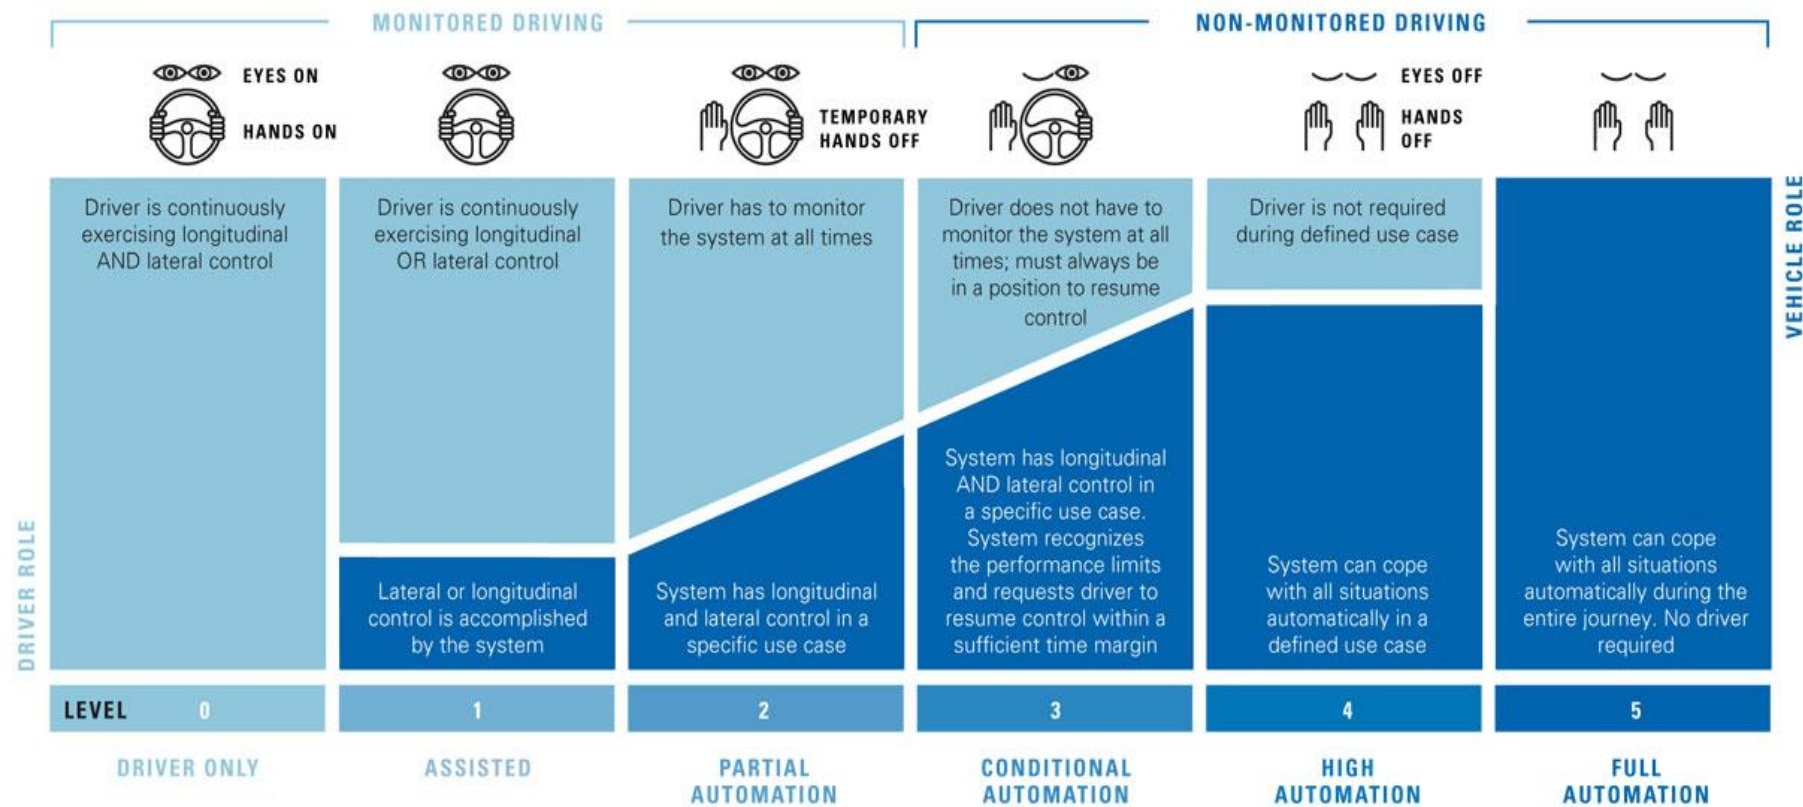 MONITORED DRIVING
NON-MONITORED DRIVING
EYES ON
HANDS ON
TEMPORARY
HANDS OFF
EYES OFF
HANDS
OFF
Driver is continuously
exercising longitudinal
AND lateral control
Driver is continuously
exercising longitudinal
OR lateral control
Driver has to monitor
the system at all times
Driver does not have to
monitor the system at all
times; must always be
in a position to resume
control
Driver is not required
during defined use case
VEHICLE ROLE
DRIVER ROLE
Lateral or longitudinal
control is accomplished
by the system
System has longitudinal
and lateral control in a
specific use case
System has longitudinal
AND lateral control in
a specific use case.
System recognizes
the performance limits
and requests driver to
resume control within a
sufficient time margin
System can cope
with all situations
automatically in a
defined use case
System can cope
with all situations
automatically during the
entire journey. No driver
required
LEVEL 0 1 2 3 4 5
DRIVER ONLY
ASSISTED
PARTIAL
AUTOMATION
CONDITIONAL
AUTOMATION
HIGH
AUTOMATION
FULL
AUTOMATION